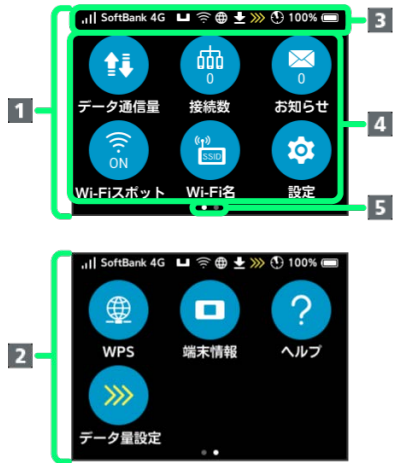 SoftBank 4G 100%
3
0 0
データ通信量 接続数 お知らせ
1
4
ON SSID
Wi-Fiスポット Wi-Fi名 設定
5
SoftBank 4G 100%
WPS 端末情報 ヘルプ
2
データ量設定